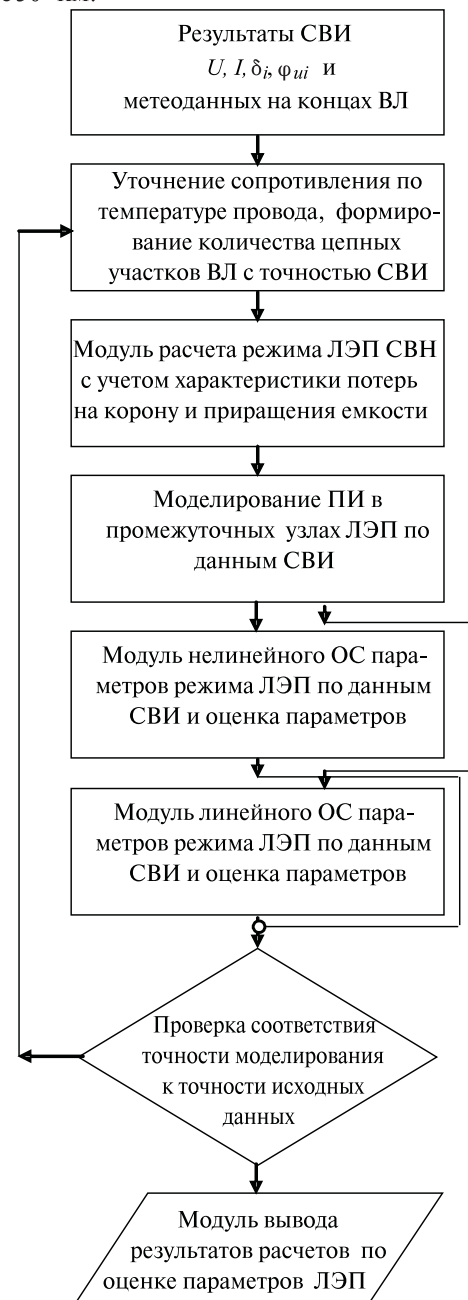 Результаты СВИ
U, I, δi, φui и
метеоданных на концах ВЛ
Уточнение сопротивления по
температуре провода, формиро-
вание количества цепных
участков ВЛ с точностью СВИ
Модуль расчета режима ЛЭП СВН
с учетом характеристики потерь
на корону и приращения емкости
Моделирование ПИ в
промежуточных узлах ЛЭП по
данным СВИ
Модуль нелинейного ОС пара-
метров режима ЛЭП по данным
СВИ и оценка параметров
Модуль линейного ОС пара-
метров режима ЛЭП по данным
СВИ и оценка параметров
Проверка соответствия
точности моделирования
к точности исходных
данных
Модуль вывода
результатов расчетов по
оценке параметров ЛЭП